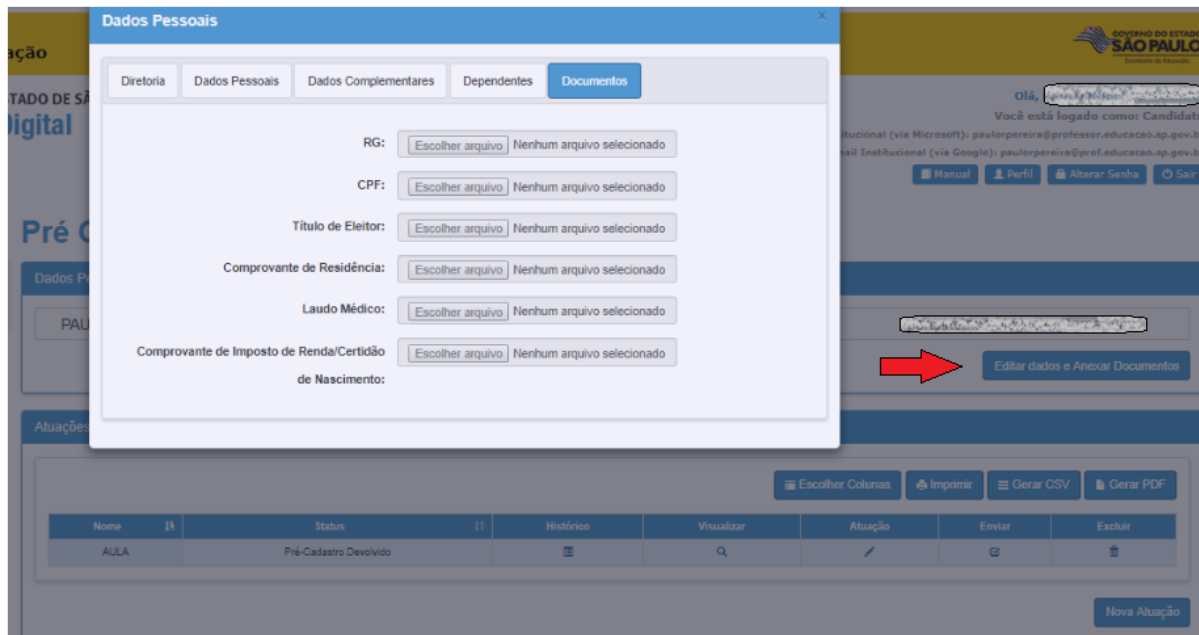 Dados Pessoais
x
GOVERNO DO ESTADO
SÃO PAULO
Secretaria da Educação
ação
Diretoria
Dados Pessoais
Dados Complementares
Dependentes
Documentos
TADO DE SÃ
Digital
Olá,
Você está logado como: Candidat
itucional (via Microsoft): paulorpereira@professor.educacao.sp.gov.b
ail Institucional (via Google): paulorpereira@prof.educacao.sp.gov.b
Manual
Perfil
Alterar Senha
Sair
RG: Escolher arquivo Nenhum arquivo selecionado
CPF: Escolher arquivo Nenhum arquivo selecionado
Título de Eleitor: Escolher arquivo Nenhum arquivo selecionado
Comprovante de Residência: Escolher arquivo Nenhum arquivo selecionado
Laudo Médico: Escolher arquivo Nenhum arquivo selecionado
Comprovante de Imposto de Renda/Certidão
de Nascimento:
Escolher arquivo Nenhum arquivo selecionado
Pré C
Dados Pe
PAU
Editar dados e Anexar Documentos
Atuações
Escolher Colunas
Imprimir
Gerar CSV
Gerar PDF
Nome Status Histórico Visualizar Atuação Enviar Excluir
AULA Pré-Cadastro Devolvido
Nova Atuação